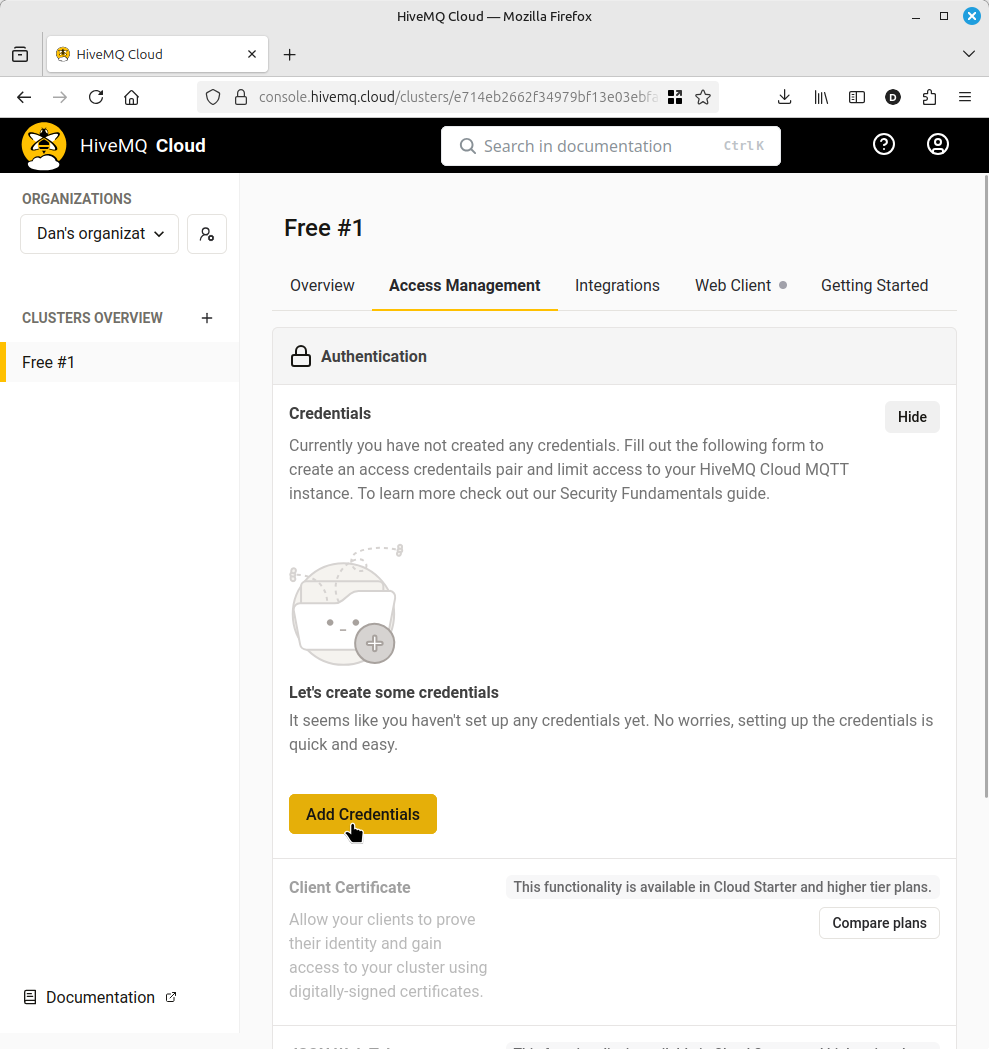 HiveMQ Cloud — Mozilla Firefox
HiveMQ Cloud
console.hivemq.cloud/clusters/e714eb2662f34979bf13e03ebfa
D
HiveMQ Cloud
Search in documentation
Ctrl K
ORGANIZATIONS
Dan's organizat
CLUSTERS OVERVIEW
Free #1
Documentation
Free #1
Overview
Access Management
Integrations
Web Client
Getting Started
Authentication
Credentials
Hide
Currently you have not created any credentials. Fill out the following form to
create an access credentails pair and limit access to your HiveMQ Cloud MQTT
instance. To learn more check out our Security Fundamentals guide.
Let's create some credentials
It seems like you haven't set up any credentials yet. No worries, setting up the credentials is
quick and easy.
Add Credentials
Client Certificate
This functionality is available in Cloud Starter and higher tier plans.
Compare plans
Allow your clients to prove
their identity and gain
access to your cluster using
digitally-signed certificates.